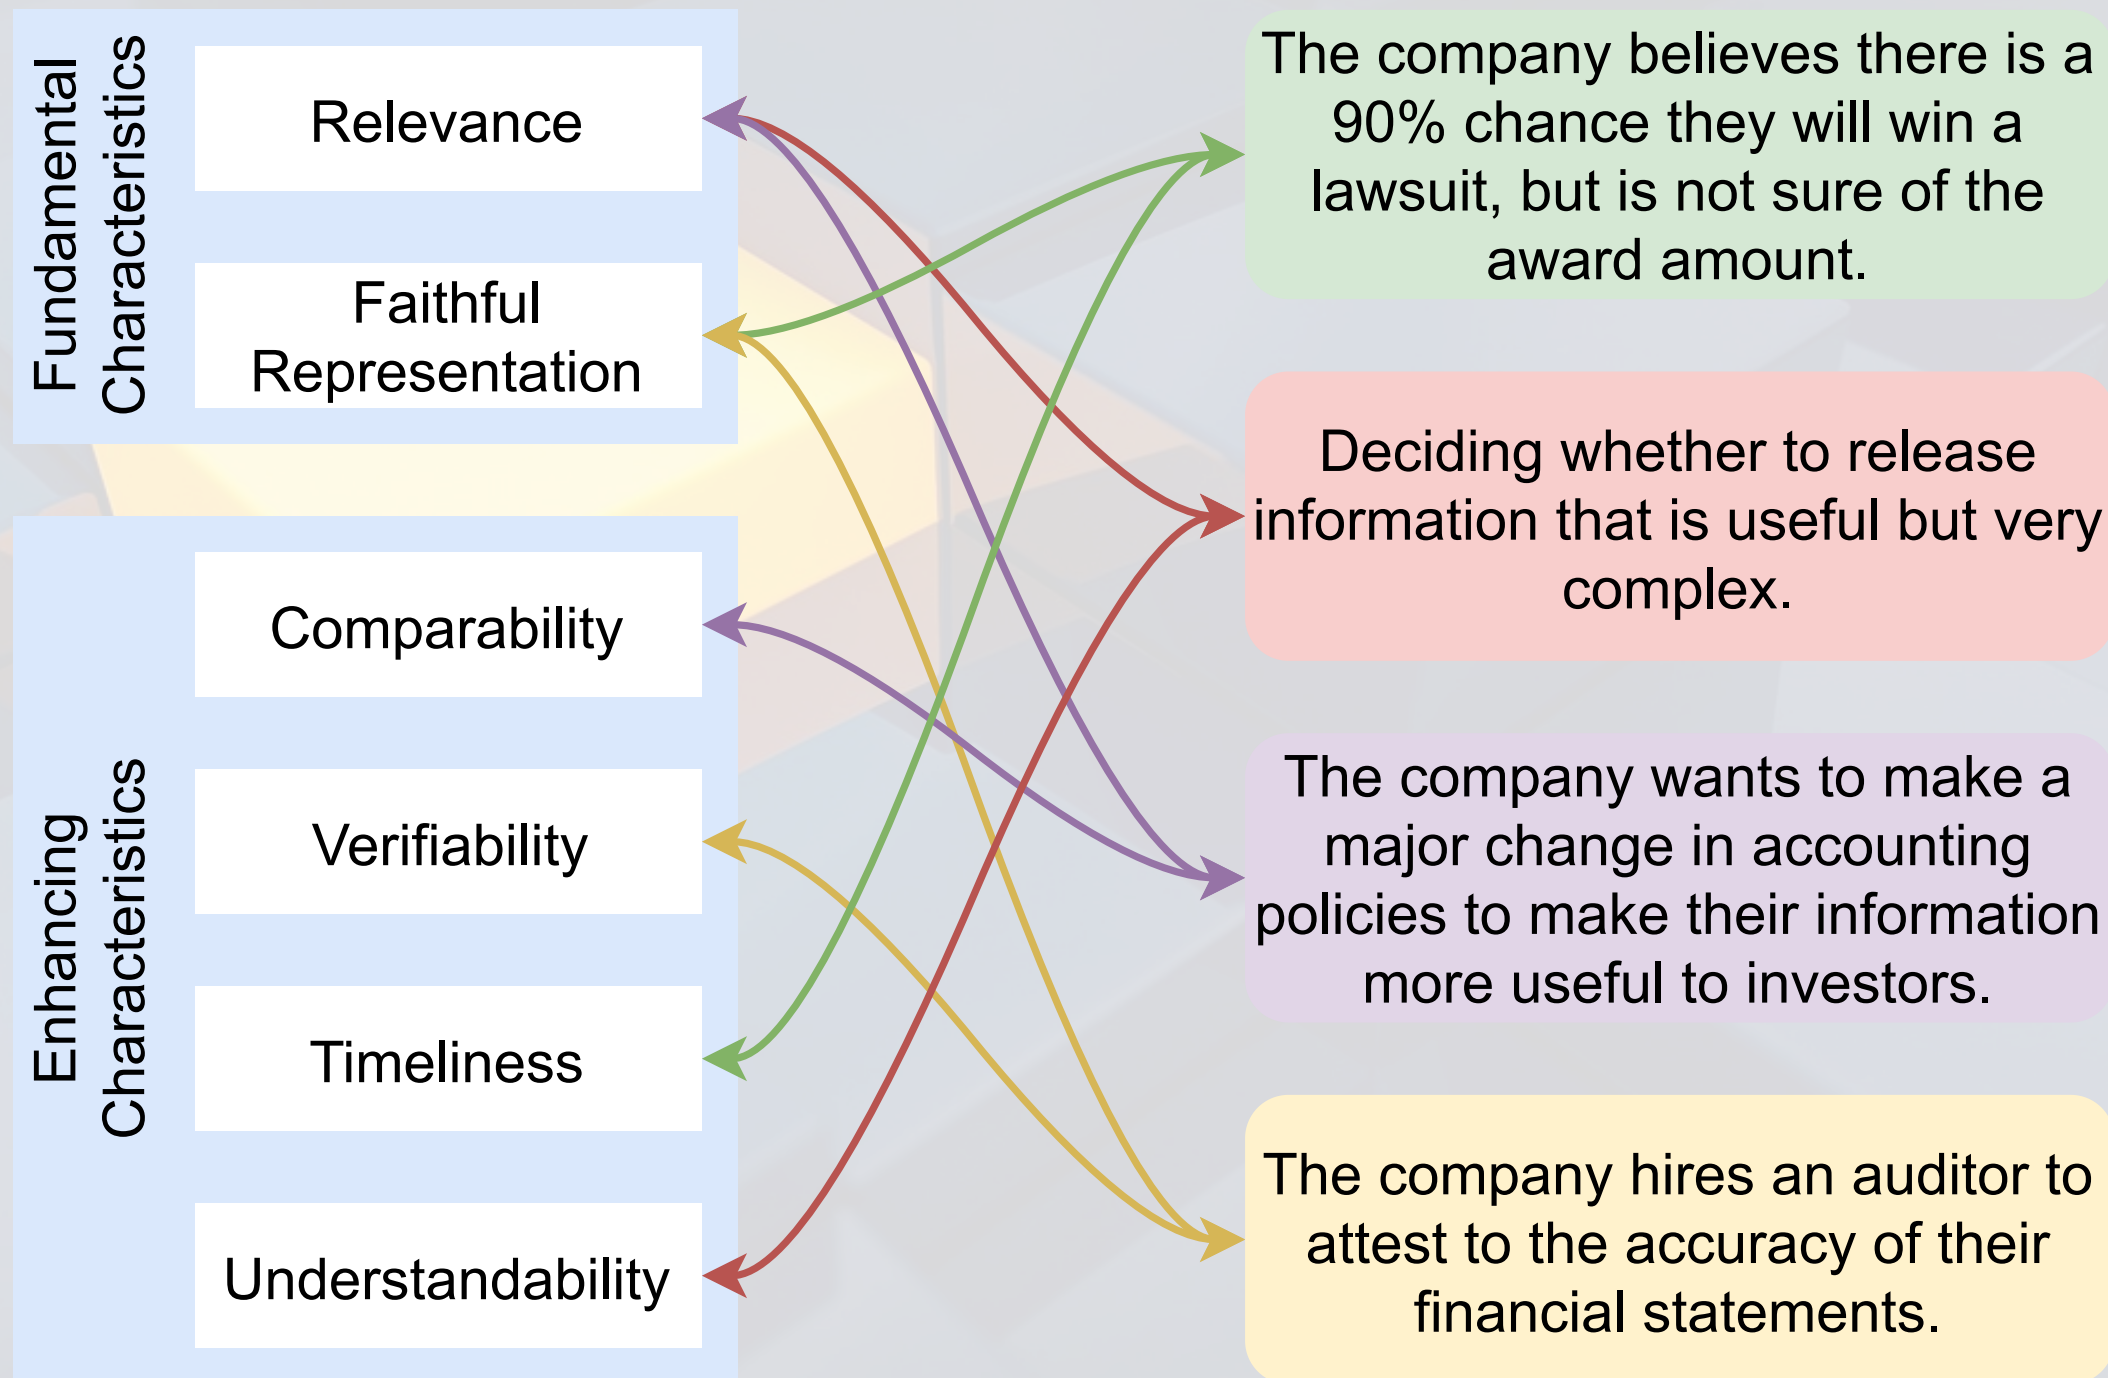 Fundamental
Characteristics
Relevance
Faithful
Representation
Enhancing
Characteristics
Comparability
Verifiability
Timeliness
Understandability
The company believes there is a
90% chance they will win a
lawsuit, but is not sure of the
award amount.
Deciding whether to release
information that is useful but very
complex.
The company wants to make a
major change in accounting
policies to make their information
more useful to investors.
The company hires an auditor to
attest to the accuracy of their
financial statements.